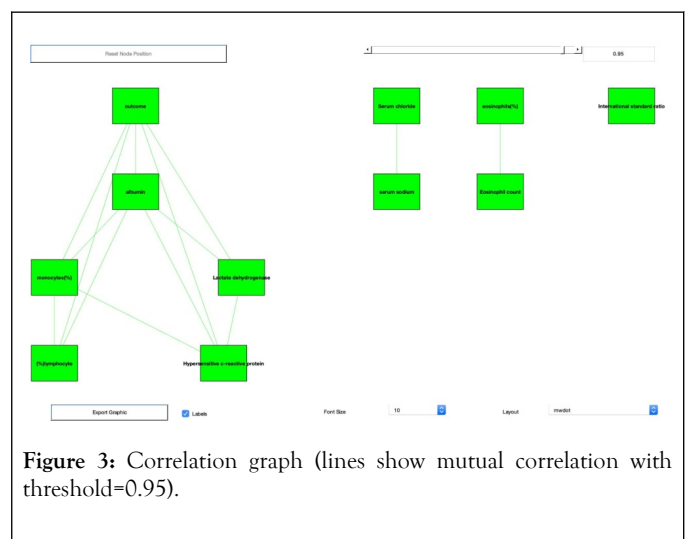 Reset Node Position
0.95
outcome
Serum chloride
eosinophils(%)
International standard ratio
albumin
serum sodium
Eosinophil count
monocytes(%)
Lactate dehydrogenase
(%)lymphocyte
Hypersensitive c-reactive protein
Export Graphic
Labels
Font Size
10
Layout
mwdot
Figure 3: Correlation graph (lines show mutual correlation with
threshold=0.95).